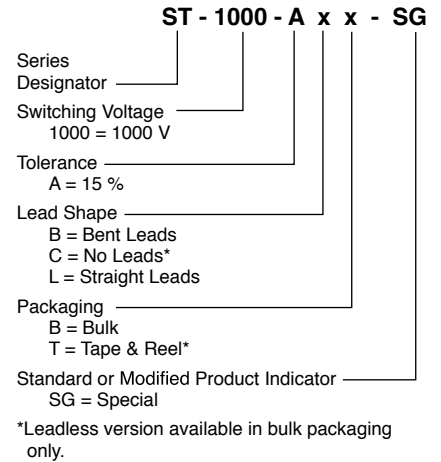 ST - 1000 - A x x - SG
Series
Designator
Switching Voltage
1000 = 1000 V
Tolerance
A = 15 %
Lead Shape
B = Bent Leads
C = No Leads*
L = Straight Leads
Packaging
B = Bulk
T = Tape & Reel*
Standard or Modified Product Indicator
SG = Special
*Leadless version available in bulk packaging
only.